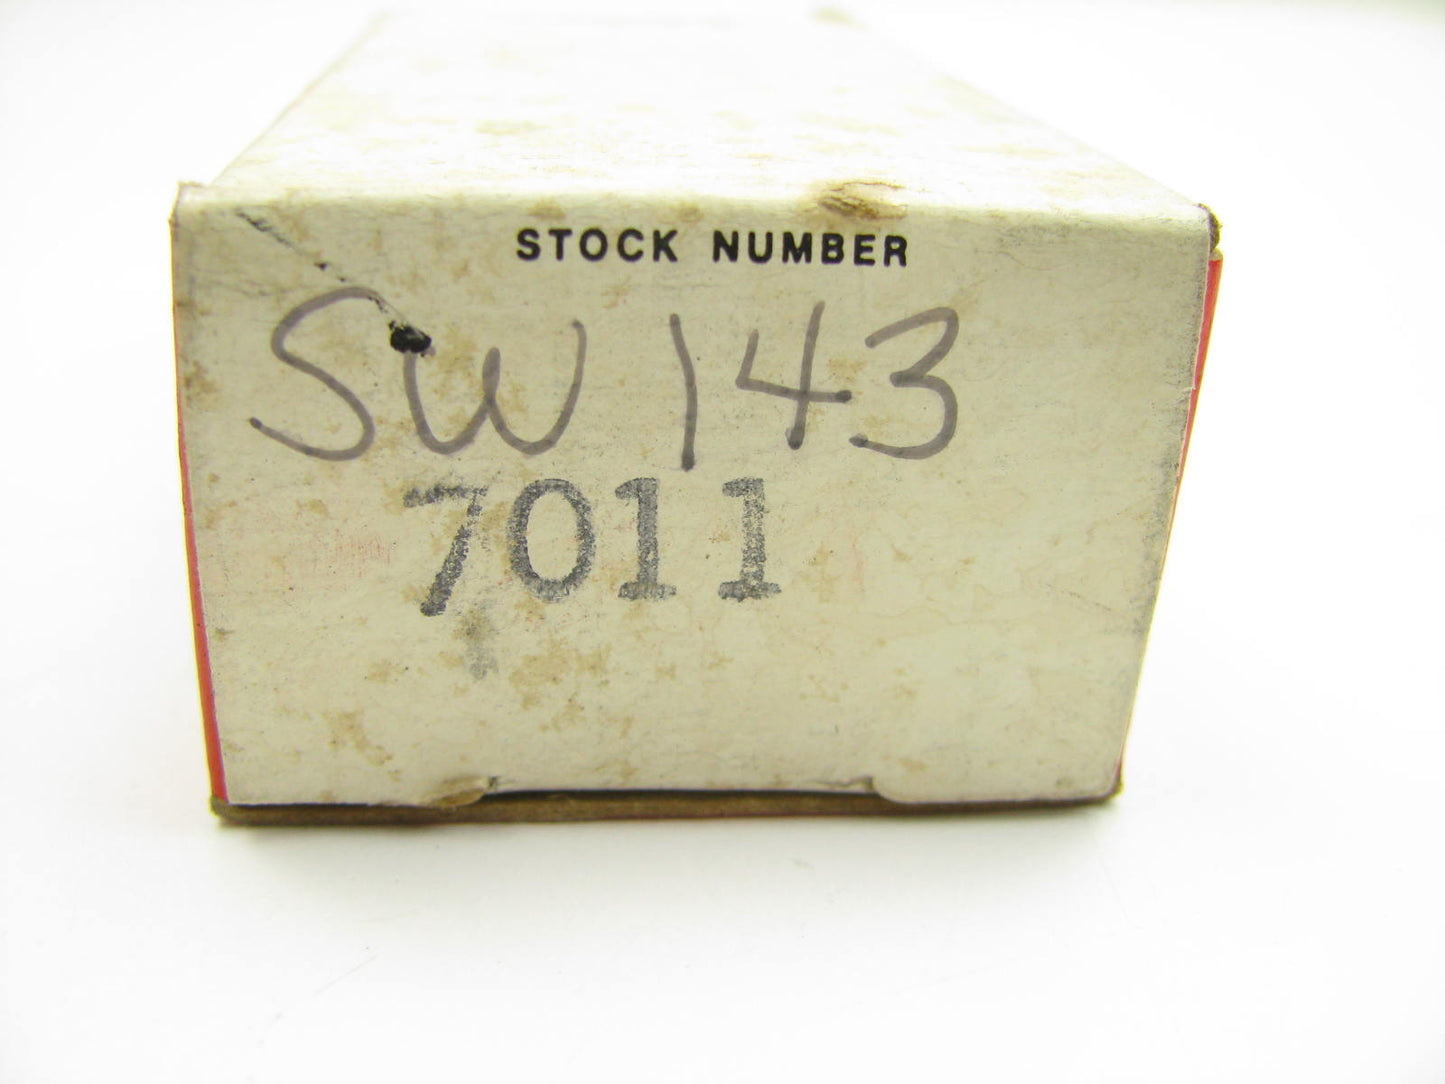 STOCK NUMBER
SW 143
7011